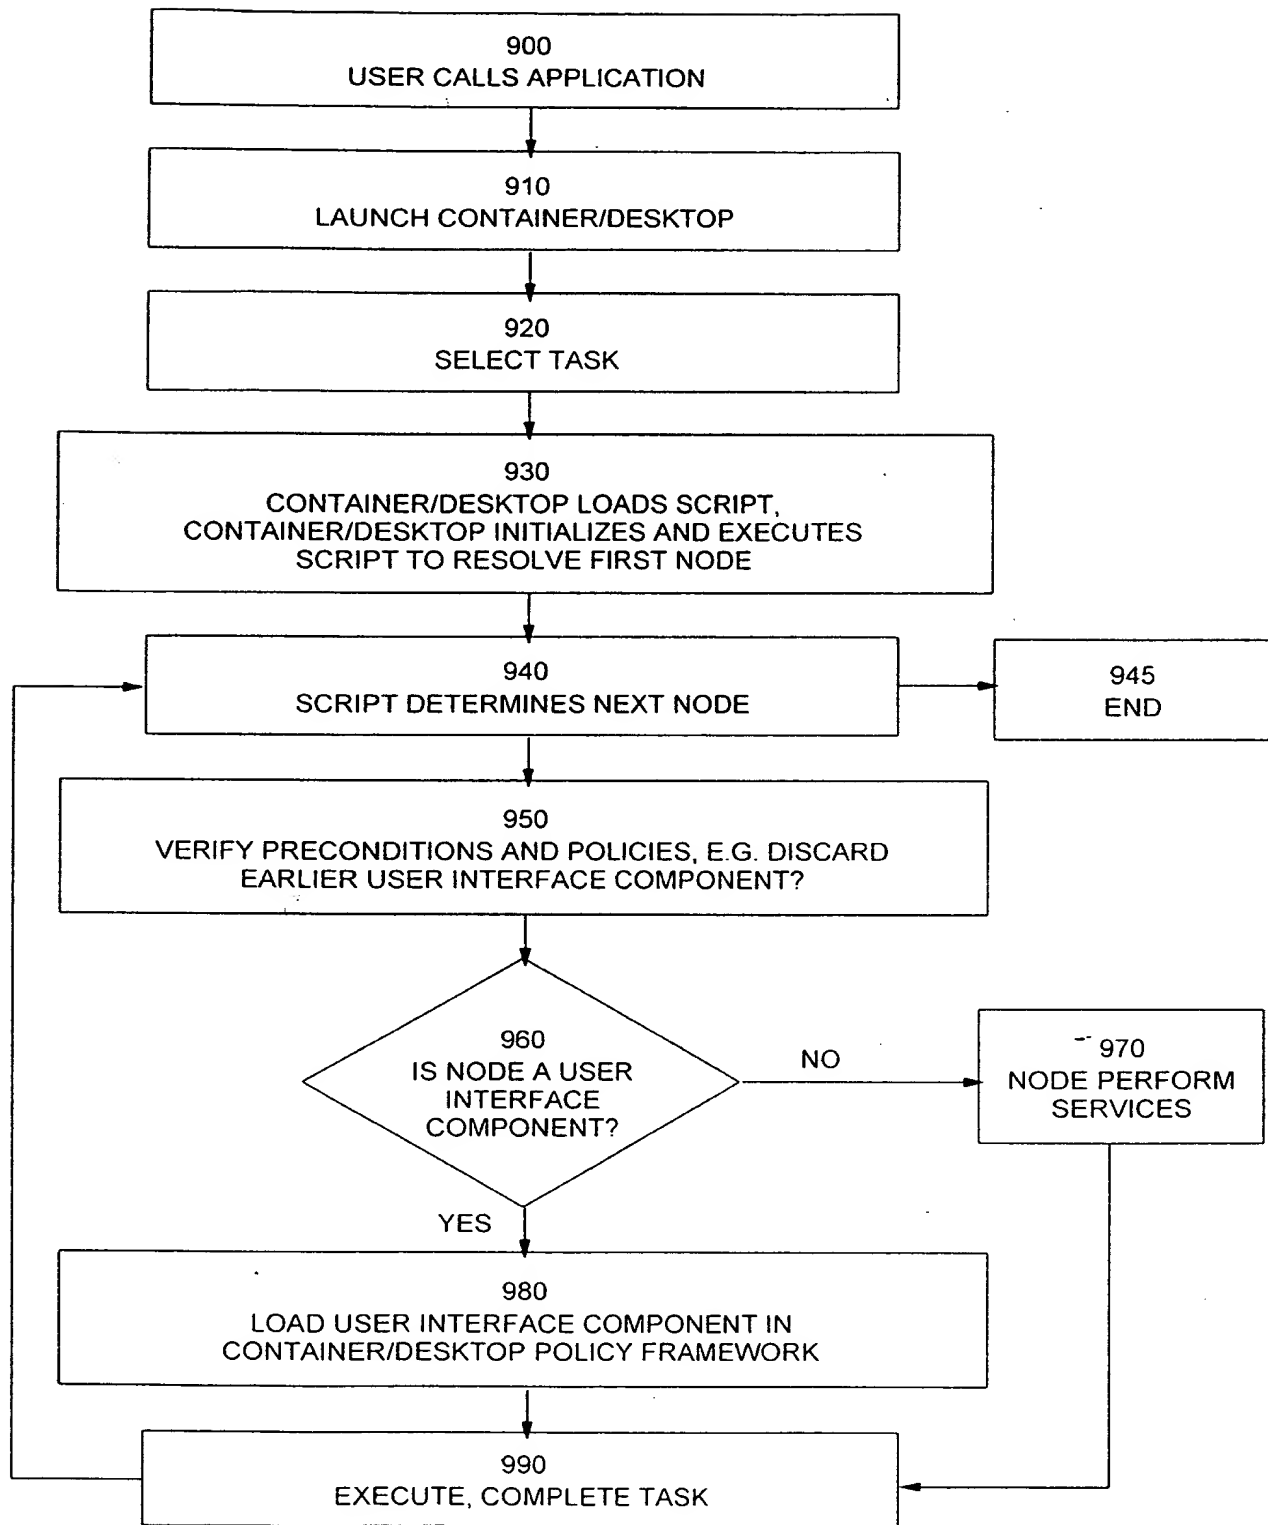 900
USER CALLS APPLICATION
910
LAUNCH CONTAINER/DESKTOP
920
SELECT TASK
930
CONTAINER/DESKTOP LOADS SCRIPT,
CONTAINER/DESKTOP INITIALIZES AND EXECUTES
SCRIPT TO RESOLVE FIRST NODE
940
SCRIPT DETERMINES NEXT NODE
945
END
950
VERIFY PRECONDITIONS AND POLICIES, E.G. DISCARD
EARLIER USER INTERFACE COMPONENT?
960
IS NODE A USER
INTERFACE
COMPONENT?
NO
970
NODE PERFORM
SERVICES
YES
980
LOAD USER INTERFACE COMPONENT IN
CONTAINER/DESKTOP POLICY FRAMEWORK
990
EXECUTE, COMPLETE TASK